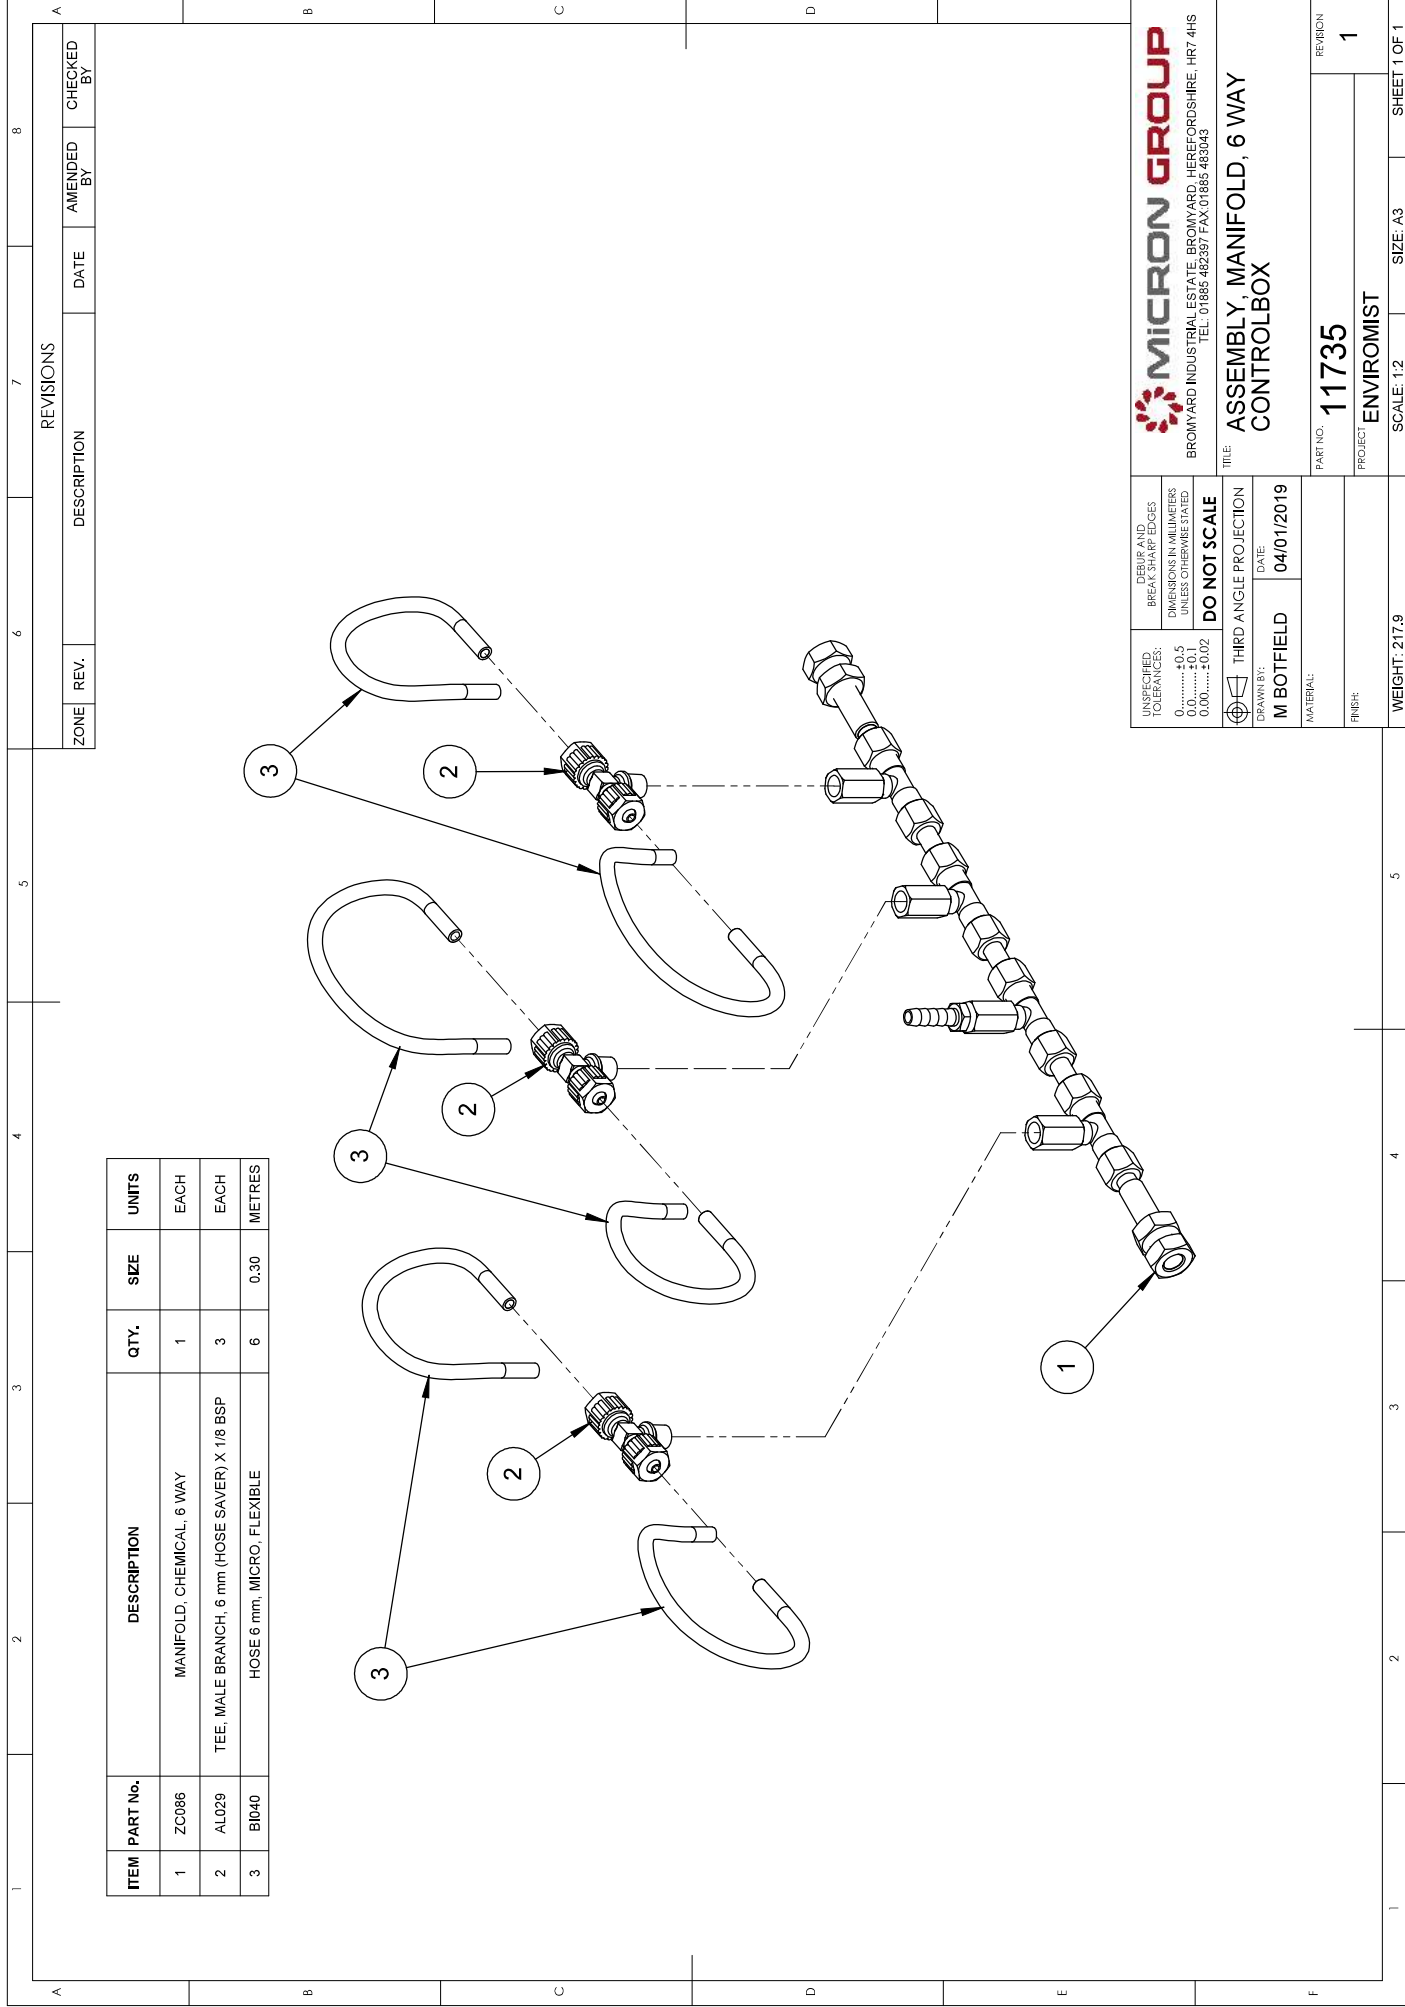 1
2
3
4
5
6
7
8
A
B
C
D
REVISIONS
ZONE REV. DESCRIPTION DATE AMENDED BY CHECKED BY
ITEM PART No. DESCRIPTION QTY. SIZE UNITS
1 ZC086 MANIFOLD, CHEMICAL, 6 WAY 1 EACH
2 AL029 TEE, MALE BRANCH, 6 mm (HOSE SAVER) X 1/8 BSP 3 EACH
3 BI040 HOSE 6 mm, MICRO, FLEXIBLE 6 0.30 METRES
3
3
3
2
2
2
1
UNSPECIFIED
TOLERANCES:
0..........±0.5
0.0.......±0.1
0.00......±0.02
DEBUR AND
BREAK SHARP EDGES
DIMENSIONS IN MILLIMETERS
UNLESS OTHERWISE STATED
DO NOT SCALE
THIRD ANGLE PROJECTION
DRAWN BY:
M BOTFIELD
DATE:
04/01/2019
MATERIAL:
FINISH:
WEIGHT: 217.9
MiCRON GROUP
BROMYARD INDUSTRIAL ESTATE, BROMYARD, HEREFORDSHIRE, HR7 4HS
TEL: 01885 482397 FAX:01885 483043
TITLE:
ASSEMBLY, MANIFOLD, 6 WAY
CONTROLBOX
PART NO.
11735
REVISION
1
PROJECT
ENVIROMIST
SCALE: 1:2
SIZE: A3
SHEET 1 OF 1
A
B
C
D
E
F
1
2
3
4
5